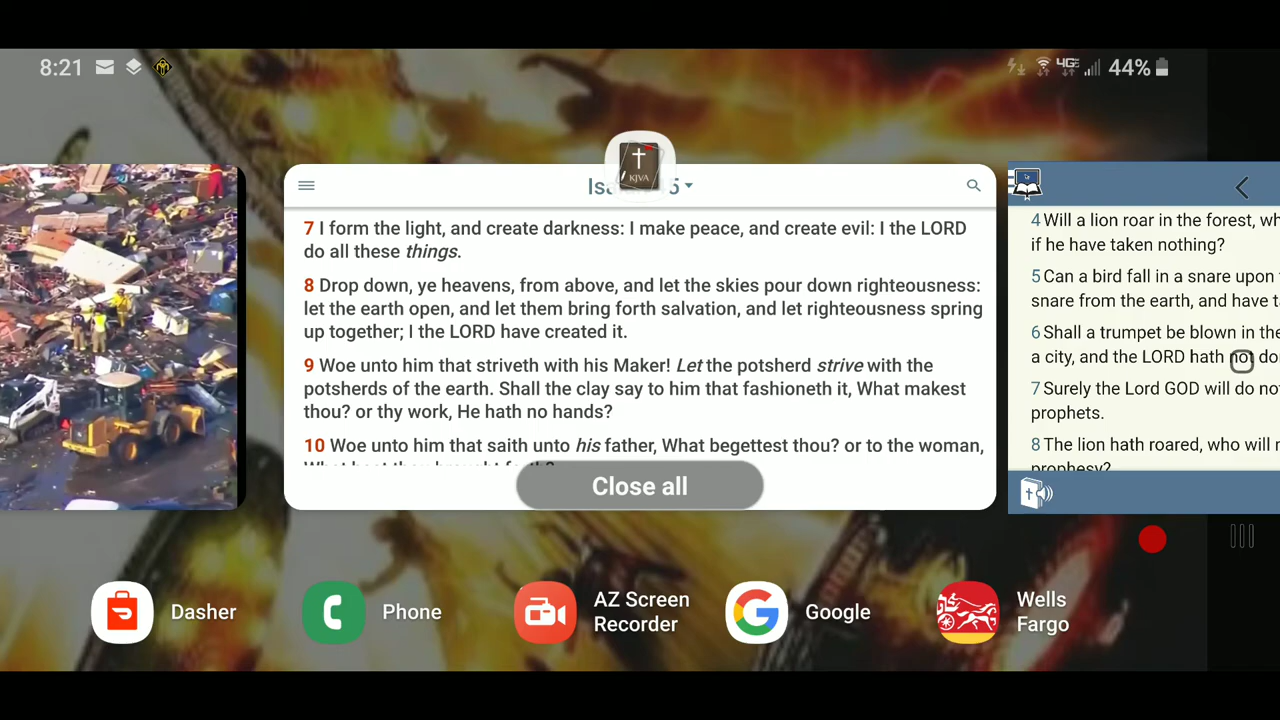 8:21
4G
44%
KJVA
Is 5
7 I form the light, and create darkness: I make peace, and create evil: I the LORD
do all these things.
8 Drop down, ye heavens, from above, and let the skies pour down righteousness:
let the earth open, and let them bring forth salvation, and let righteousness spring
up together; I the LORD have created it.
9 Woe unto him that striveth with his Maker! Let the potsherd strive with the
potsherds of the earth. Shall the clay say to him that fashioneth it, What makest
thou? or thy work, He hath no hands?
10 Woe unto him that saith unto his father, What begettest thou? or to the woman,
Close all
4 Will a lion roar in the forest, wh
if he have taken nothing?
5 Can a bird fall in a snare upon
snare from the earth, and have t
6 Shall a trumpet be blown in the
a city, and the LORD hath not do
7 Surely the Lord GOD will do no
prophets.
8 The lion hath roared, who will
prophesy?
Dasher
Phone
AZ Screen
Recorder
Google
Wells
Fargo